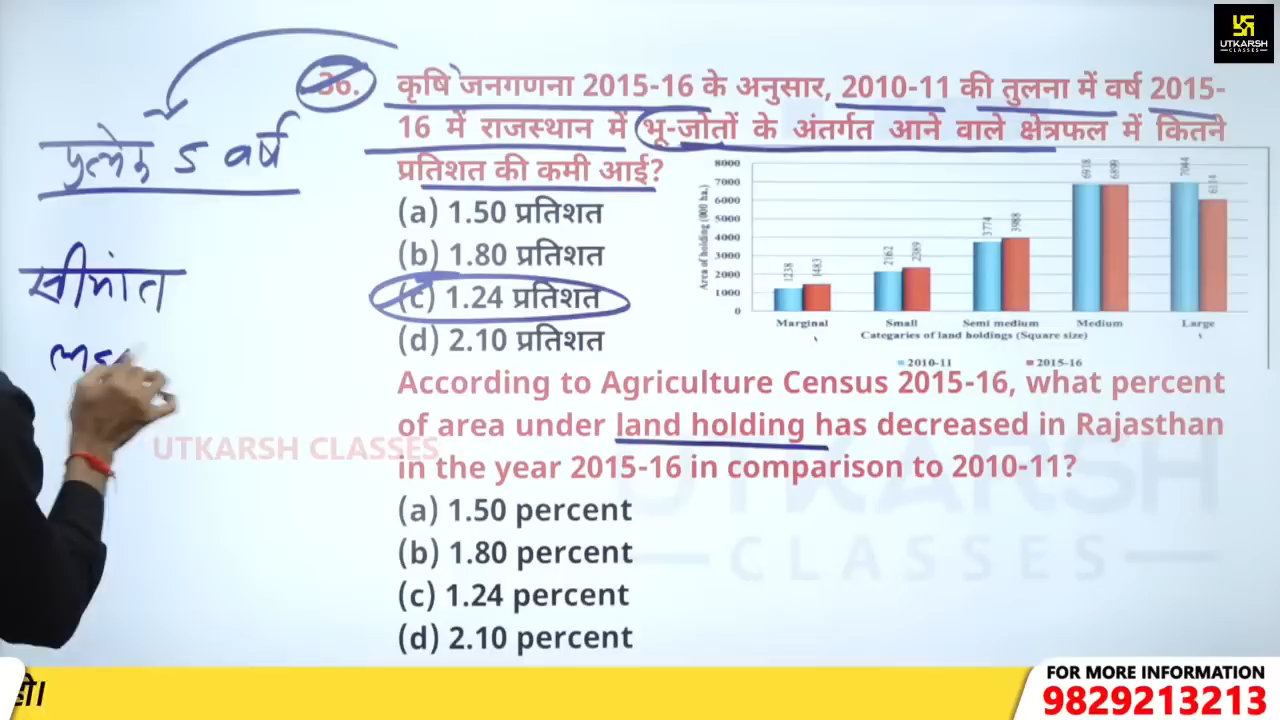 UTKARSH
CLASSES
36. कृषि जनगणना 2015-16 के अनुसार, 2010-11 की तुलना में वर्ष 2015-
16 में राजस्थान में भू-जोतों के अंतर्गत आने वाले क्षेत्रफल में कितने
प्रतिशत की कमी आई?
(a) 1.50 प्रतिशत
(b) 1.80 प्रतिशत
(c) 1.24 प्रतिशत
(d) 2.10 प्रतिशत
प्रत्येक 5 वर्ष
सीमांत
Area of holding (000 ha.)
8000
7000
6000
5000
4000
3000
2000
1000
0
1238 1483 2162 2389 3774 3988 6918 6899 7044 6114
Marginal Small Semi medium Medium Large
Categaries of land holdings (Square size)
2010-11 2015-16
According to Agriculture Census 2015-16, what percent
of area under land holding has decreased in Rajasthan
in the year 2015-16 in comparison to 2010-11?
(a) 1.50 percent
(b) 1.80 percent
(c) 1.24 percent
(d) 2.10 percent
UTKARSH CLASSES
UTKARSH
CLASSES
FOR MORE INFORMATION
9829213213